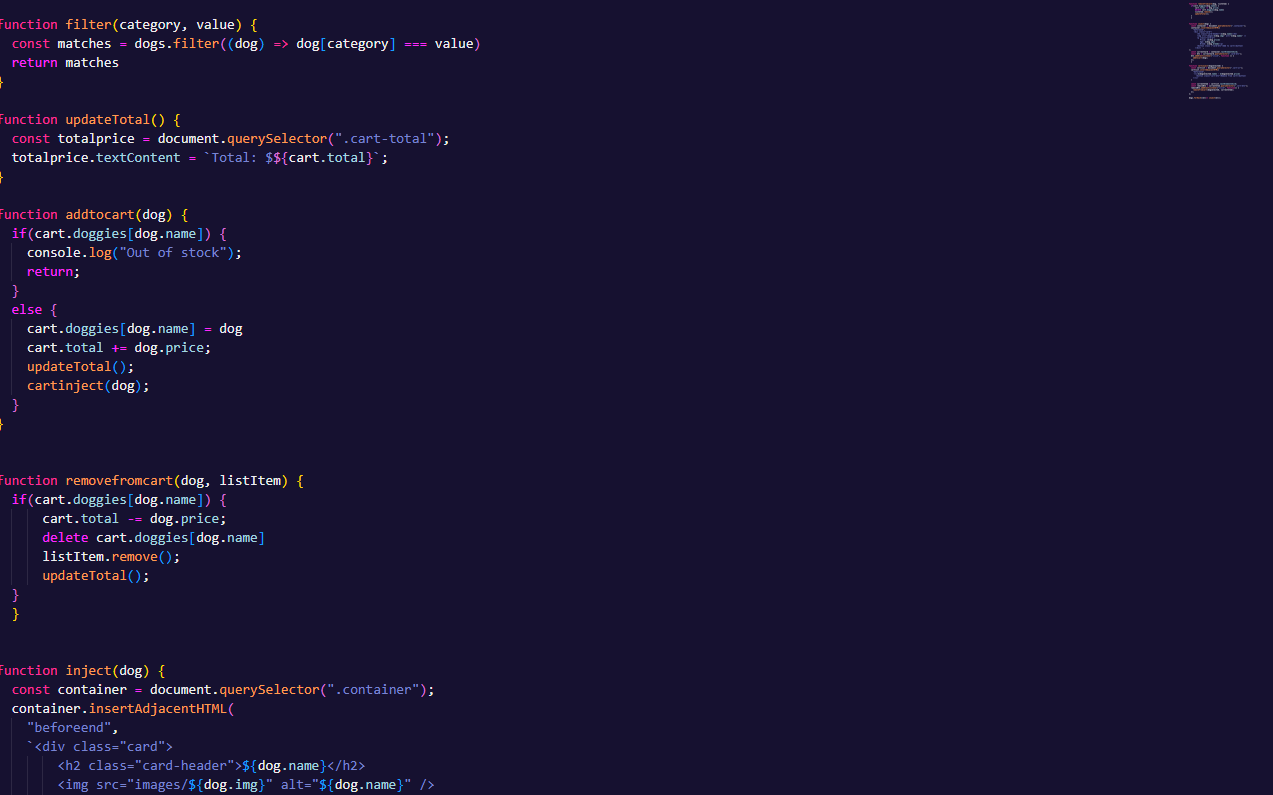 function filter(category, value) {
  const matches = dogs.filter((dog) => dog[category] === value)
  return matches
}

function updateTotal() {
  const totalprice = document.querySelector(".cart-total");
  totalprice.textContent = `Total: $${cart.total}`;
}

function addtocart(dog) {
  if(cart.doggies[dog.name]) {
    console.log("Out of stock");
    return;
  }
  else {
    cart.doggies[dog.name] = dog
    cart.total += dog.price;
    updateTotal();
    cartinject(dog);
  }
}

function removefromcart(dog, listItem) {
  if(cart.doggies[dog.name]) {
      cart.total -= dog.price;
      delete cart.doggies[dog.name]
      listItem.remove();
      updateTotal();
  }
  }

function inject(dog) {
  const container = document.querySelector(".container");
  container.insertAdjacentHTML(
    "beforeend",
    `<div class="card">
        <h2 class="card-header">${dog.name}</h2>
        <img src="images/${dog.img}" alt="${dog.name}" />